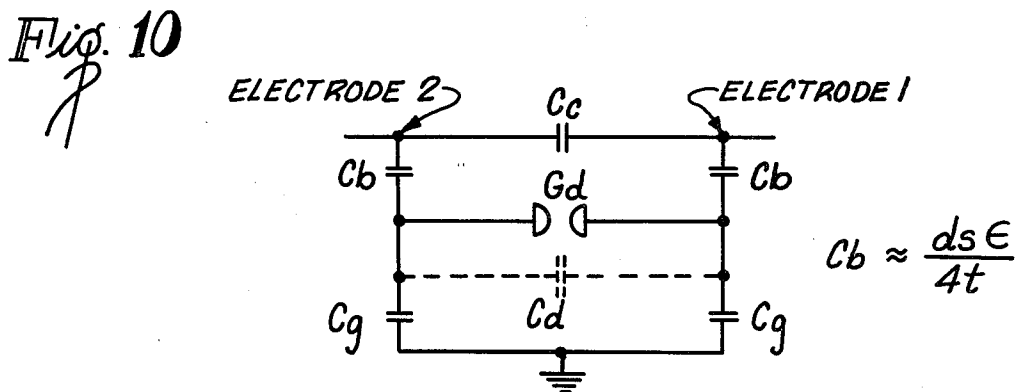 Fig. 10
ELECTRODE 2
Cc
ELECTRODE 1
Cb
Gd
Cb
Cb ≈ ds ϵ / 4t
Cg
Cd
Cg